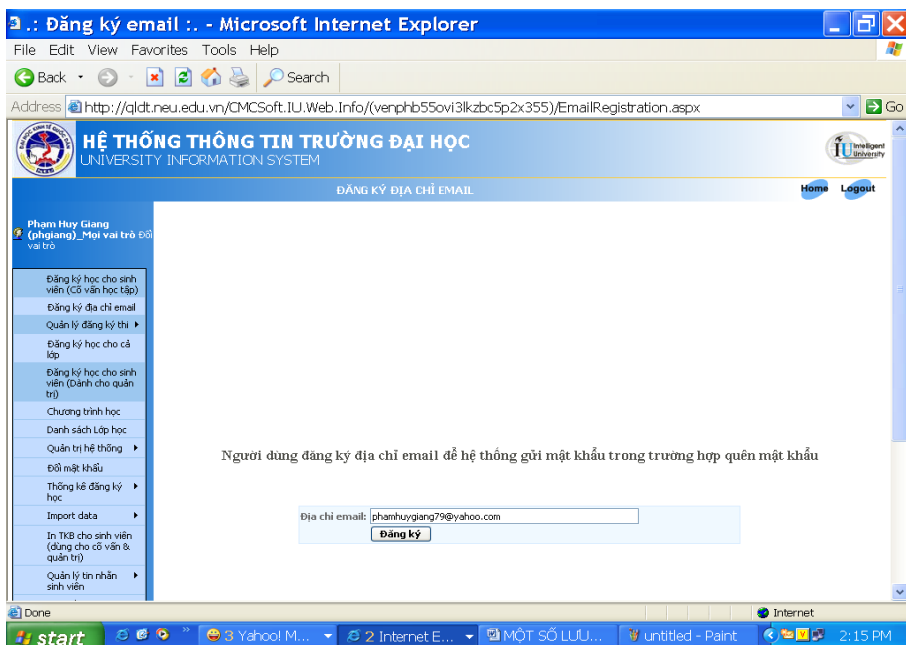 .: Đăng ký email :. - Microsoft Internet Explorer
File Edit View Favorites Tools Help
Back Search
Address http://qldt.neu.edu.vn/CMCSoft.IU.Web.Info/(venphb55ovi3lkzbc5p2x355)/EmailRegistration.aspx Go
HỆ THỐNG THÔNG TIN TRƯỜNG ĐẠI HỌC
UNIVERSITY INFORMATION SYSTEM
Intelligent
IU University
ĐĂNG KÝ ĐỊA CHỈ EMAIL
Home Logout
Phạm Huy Giang
(phgiang)_Mọi vai trò Đổi
vai trò
Đăng ký học cho sinh
viên (Cố vấn học tập)
Đăng ký địa chỉ email
Quản lý đăng ký thi
Đăng ký học cho cả
lớp
Đăng ký học cho sinh
viên (Dành cho quản
trị)
Chương trình học
Danh sách Lớp học
Quản trị hệ thống
Đổi mật khẩu
Thống kê đăng ký
học
Import data
In TKB cho sinh viên
(dùng cho cố vấn &
quản trị)
Quản lý tin nhắn
sinh viên
Người dùng đăng ký địa chỉ email để hệ thống gửi mật khẩu trong trường hợp quên mật khẩu
Địa chỉ email: phamhuygiang79@yahoo.com
Đăng ký
Done Internet
start 3 Yahoo! M... 2 Internet E... MỘT SỐ LƯU... untitled - Paint 2:15 PM